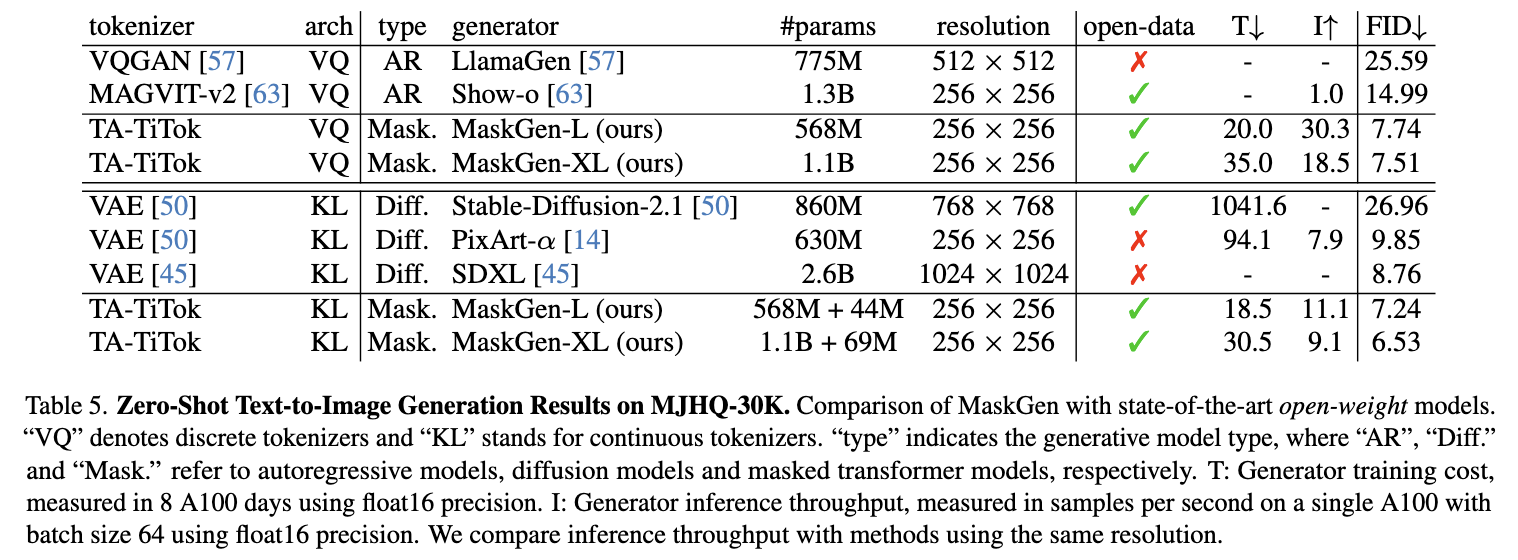 tokenizer arch type generator #params resolution open-data T↓ I↑ FID↓
VQGAN [57] VQ AR LlamaGen [57] 775M 512 × 512 ✗ - - 25.59
MAGVIT-v2 [63] VQ AR Show-o [63] 1.3B 256 × 256 ✓ - 1.0 14.99
TA-TiTok VQ Mask. MaskGen-L (ours) 568M 256 × 256 ✓ 20.0 30.3 7.74
TA-TiTok VQ Mask. MaskGen-XL (ours) 1.1B 256 × 256 ✓ 35.0 18.5 7.51
VAE [50] KL Diff. Stable-Diffusion-2.1 [50] 860M 768 × 768 ✓ 1041.6 - 26.96
VAE [50] KL Diff. PixArt-α [14] 630M 256 × 256 ✗ 94.1 7.9 9.85
VAE [45] KL Diff. SDXL [45] 2.6B 1024 × 1024 ✗ - - 8.76
TA-TiTok KL Mask. MaskGen-L (ours) 568M + 44M 256 × 256 ✓ 18.5 11.1 7.24
TA-TiTok KL Mask. MaskGen-XL (ours) 1.1B + 69M 256 × 256 ✓ 30.5 9.1 6.53
Table 5. Zero-Shot Text-to-Image Generation Results on MJHQ-30K. Comparison of MaskGen with state-of-the-art open-weight models.
“VQ” denotes discrete tokenizers and “KL” stands for continuous tokenizers. “type” indicates the generative model type, where “AR”, “Diff.”
and “Mask.” refer to autoregressive models, diffusion models and masked transformer models, respectively. T: Generator training cost,
measured in 8 A100 days using float16 precision. I: Generator inference throughput, measured in samples per second on a single A100 with
batch size 64 using float16 precision. We compare inference throughput with methods using the same resolution.